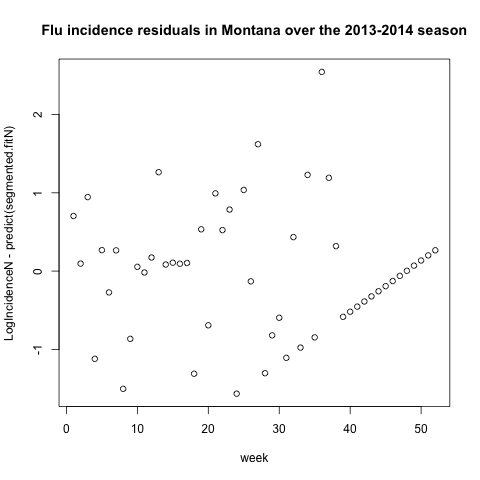 Flu incidence residuals in Montana over the 2013-2014 season
LogIncidenceN - predict(segmented.fitN)
2
1
0
-1
0 10 20 30 40 50
week